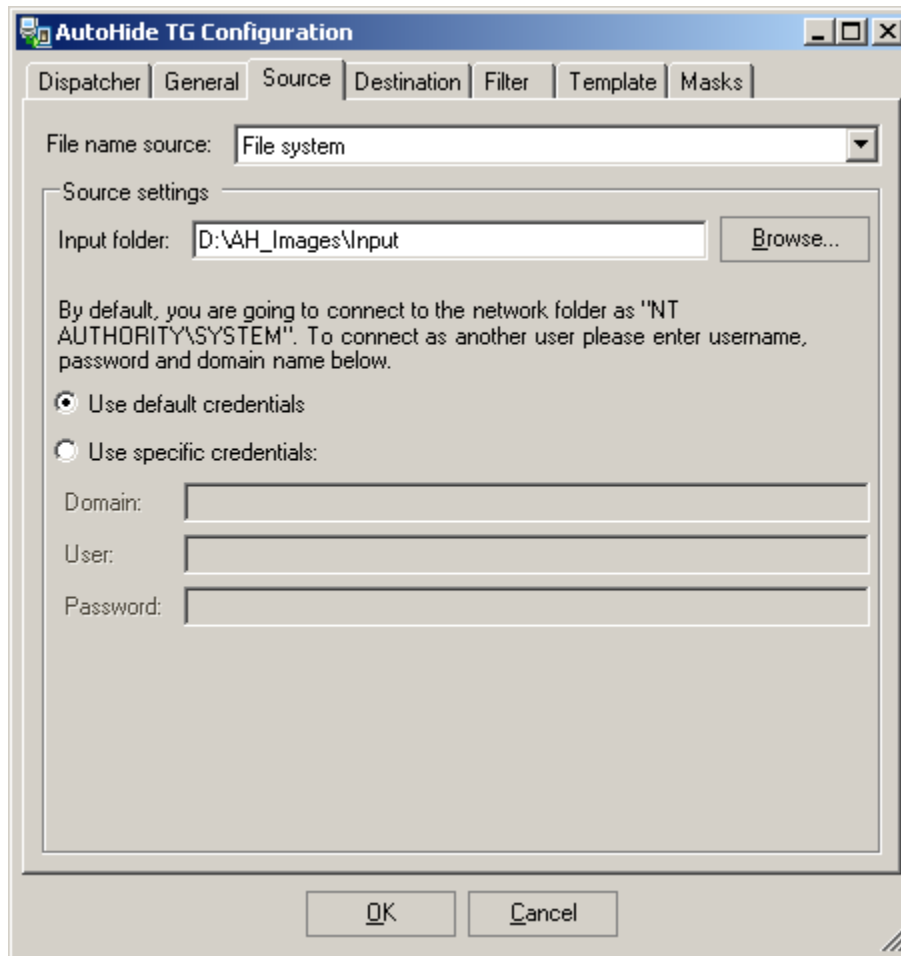 AutoHide TG Configuration
Dispatcher General Source Destination Filter Template Masks
File name source: File system
Source settings
Input folder: D:\AH_Images\Input Browse...
By default, you are going to connect to the network folder as "NT
AUTHORITY\SYSTEM". To connect as another user please enter username,
password and domain name below.
Use default credentials
Use specific credentials:
Domain:
User:
Password:
OK Cancel